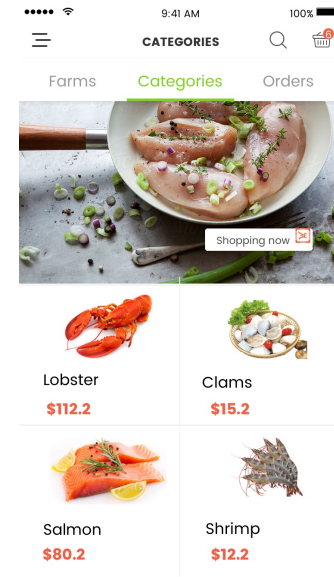 9:41 AM 100%
CATEGORIES 6
Farms Categories Orders
Shopping now
Lobster Clams
$112.2 $15.2
Salmon Shrimp
$80.2 $12.2